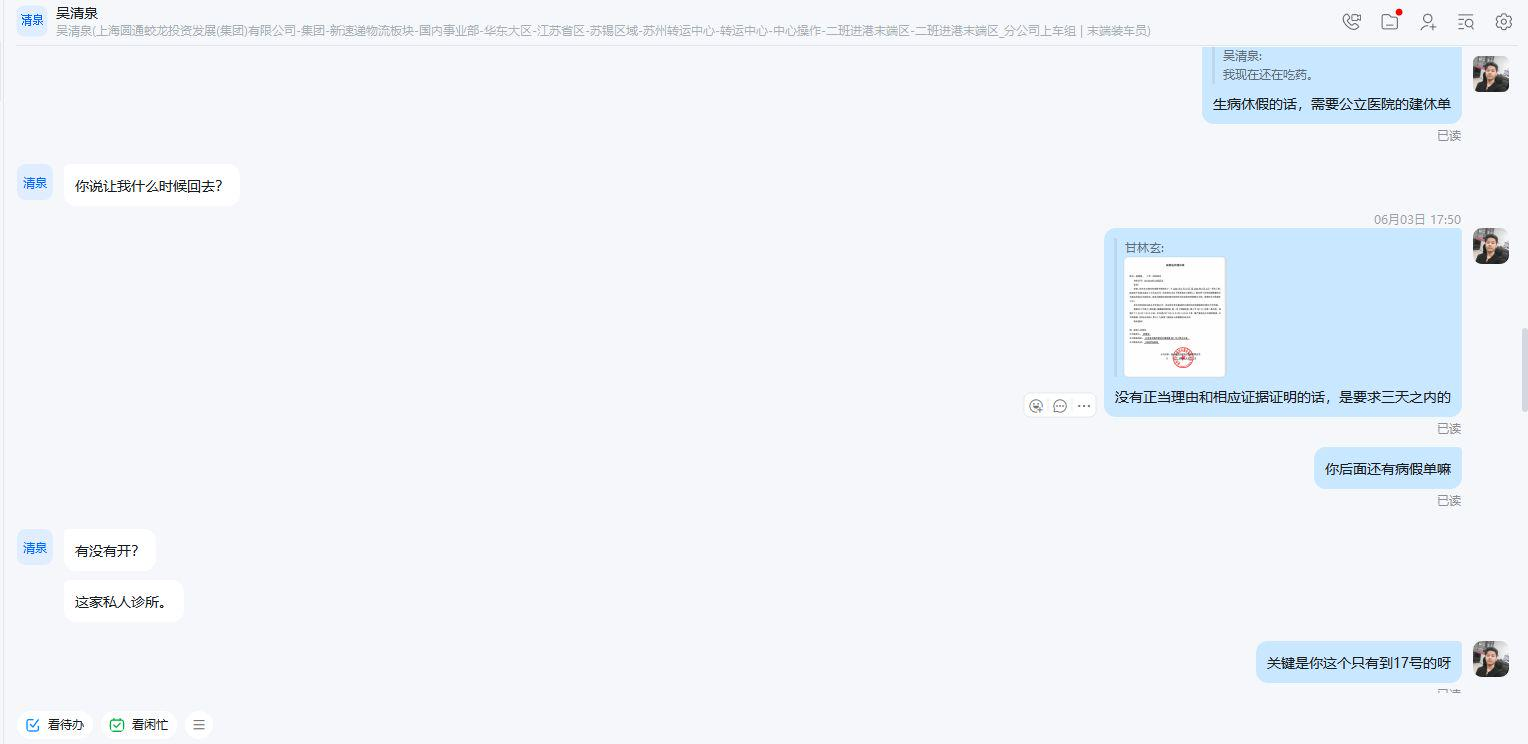 清泉
吴清泉
吴清泉(上海圆通蛟龙投资发展(集团)有限公司-集团-新速递物流板块-国内事业部-华东大区-江苏省区-苏锡区域-苏州转运中心-转运中心-中心操作-二班进港末端区-二班进港末端区_分公司上车组 | 末端装车员)
吴清泉:
我现在还在吃药。
生病休假的话，需要公立医院的建休单
已读
清泉
你说让我什么时候回去？
06月03日 17:50
甘林玄:
没有正当理由和相应证据证明的话，是要求三天之内的
已读
你后面还有病假单嘛
已读
清泉
有没有开？
这家私人诊所。
关键是你这个只有到17号的呀
已读
看待办
看闲忙